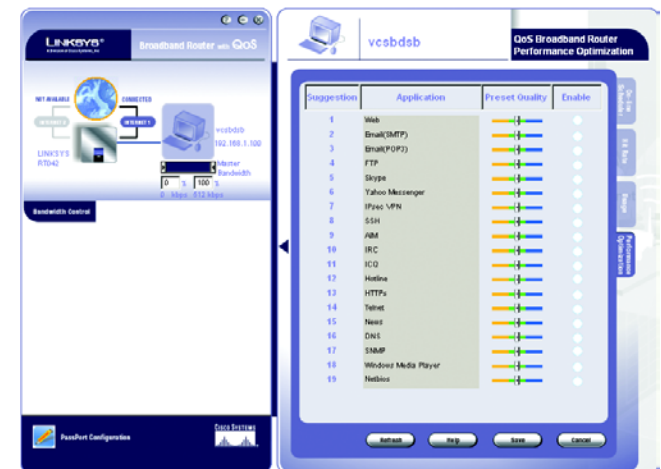 LINKSYS®
Broadband Router with QoS
NOT AVAILABLE
CONNECTED
INTERNET 2
INTERNET 1
vcsbdsb
192.168.1.100
LINKSYS
RT042
Master
Bandwidth
0 % 100 %
0 kbps 512 kbps
Bandwidth Control
PassPort Configuration
CISCO SYSTEMS
vcsbdsb
QoS Broadband Router
Performance Optimization
Suggestion Application Preset Quality Enable
1 Web
2 Email(SMTP)
3 Email(POP3)
4 FTP
5 Skype
6 Yahoo Messenger
7 IPsec VPN
8 SSH
9 AIM
10 IRC
11 ICQ
12 Hotline
13 HTTPs
14 Telnet
15 News
16 DNS
17 SNMP
18 Windows Media Player
19 Netbios
Refresh Help Save Cancel
Performance
Optimization